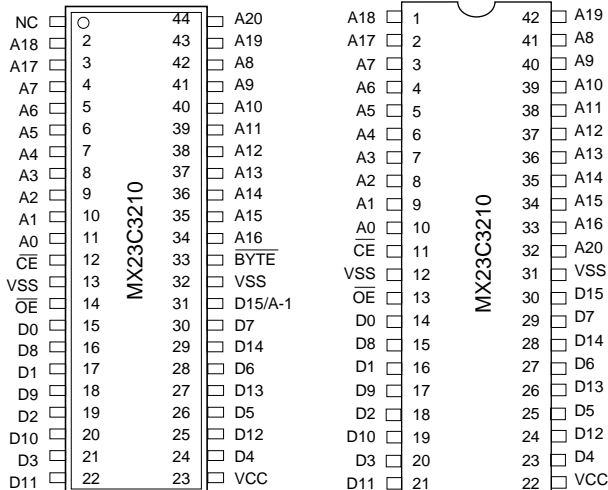 NC 44 A20
A18 2 43 A19
A17 3 42 A8
A7 4 41 A9
A6 5 40 A10
A5 6 39 A11
A4 7 38 A12
A3 8 37 A13
A2 9 36 A14
A1 10 35 A15
A0 11 34 A16
CE 12 33 BYTE
VSS 13 32 VSS
OE 14 31 D15/A-1
D0 15 30 D7
D8 16 29 D14
D1 17 28 D6
D9 18 27 D13
D2 19 26 D5
D10 20 25 D12
D3 21 24 D4
D11 22 23 VCC
MX23C3210
A18 1 42 A19
A17 2 41 A8
A7 3 40 A9
A6 4 39 A10
A5 5 38 A11
A4 6 37 A12
A3 7 36 A13
A2 8 35 A14
A1 9 34 A15
A0 10 33 A16
CE 11 32 A20
VSS 12 31 VSS
OE 13 30 D15
D0 14 29 D7
D8 15 28 D14
D1 16 27 D6
D9 17 26 D13
D2 18 25 D5
D10 19 24 D12
D3 20 23 D4
D11 21 22 VCC
MX23C3210